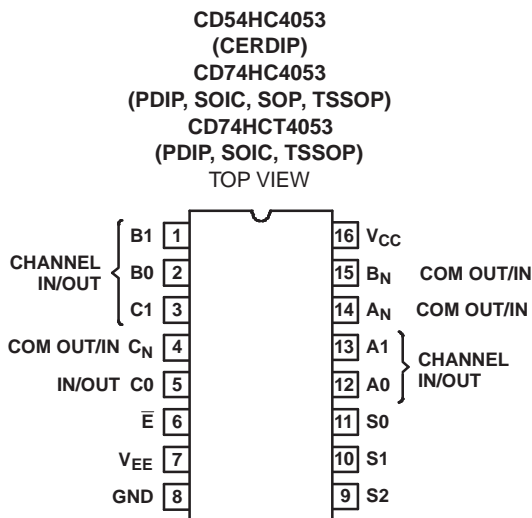 CD54HC4053
(CERDIP)
CD74HC4053
(PDIP, SOIC, SOP, TSSOP)
CD74HCT4053
(PDIP, SOIC, TSSOP)
TOP VIEW
B1 1 16 VCC
CHANNEL IN/OUT B0 2 15 BN COM OUT/IN
C1 3 14 AN COM OUT/IN
COM OUT/IN CN 4 13 A1
IN/OUT C0 5 12 A0 CHANNEL IN/OUT
E̅ 6 11 S0
VEE 7 10 S1
GND 8 9 S2